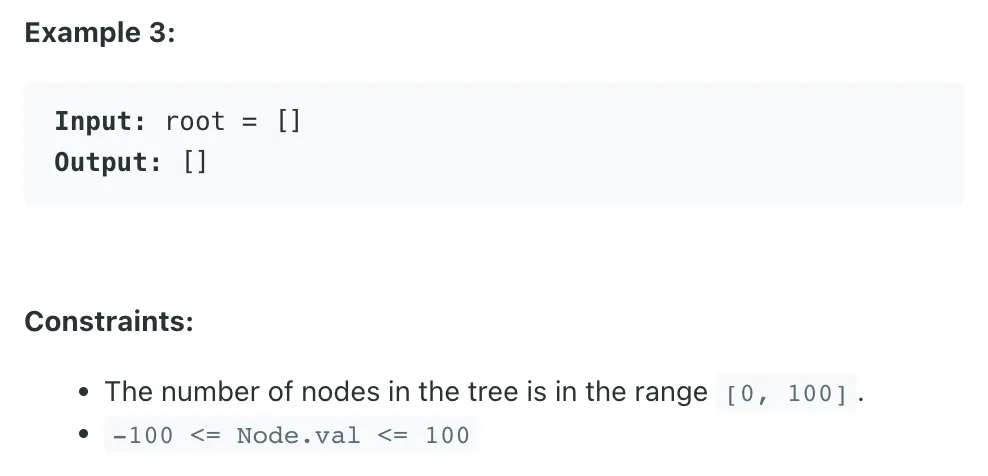 Example 3:
Input: root = []
Output: []
Constraints:
The number of nodes in the tree is in the range [0, 100].
-100 <= Node.val <= 100